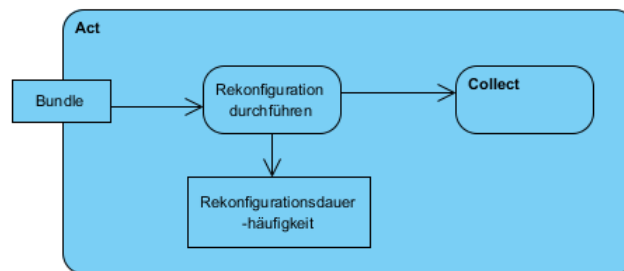 Act
Bundle
Rekonfiguration
durchführen
Collect
Rekonfigurationsdauer
-häufigkeit